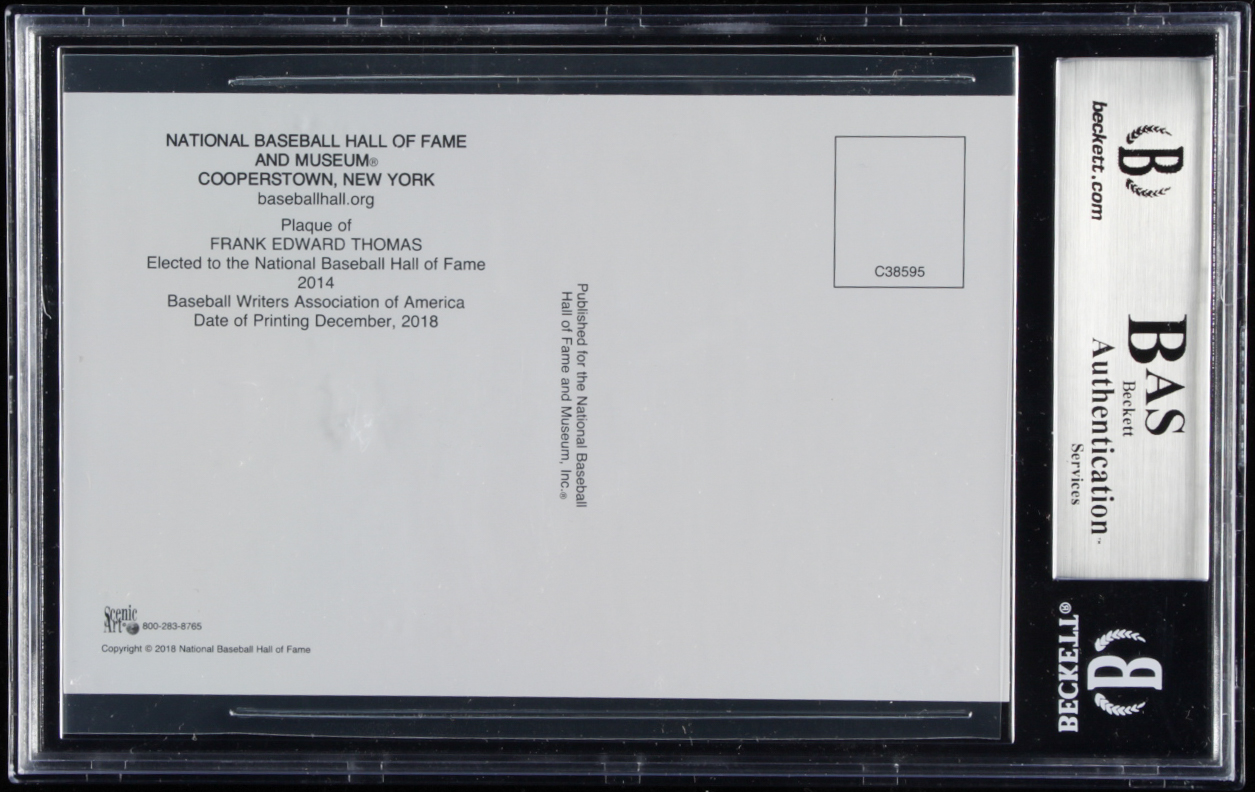 NATIONAL BASEBALL HALL OF FAME
AND MUSEUM®
COOPERSTOWN, NEW YORK
baseballhall.org
Plaque of
FRANK EDWARD THOMAS
Elected to the National Baseball Hall of Fame
2014
Baseball Writers Association of America
Date of Printing December, 2018
Published for the National Baseball
Hall of Fame and Museum, Inc.®
C38595
Scenic
Art® 800-283-8765
Copyright © 2018 National Baseball Hall of Fame
B
beckett.com
BAS
Beckett
Authentication™
Services
B
BECKETT®